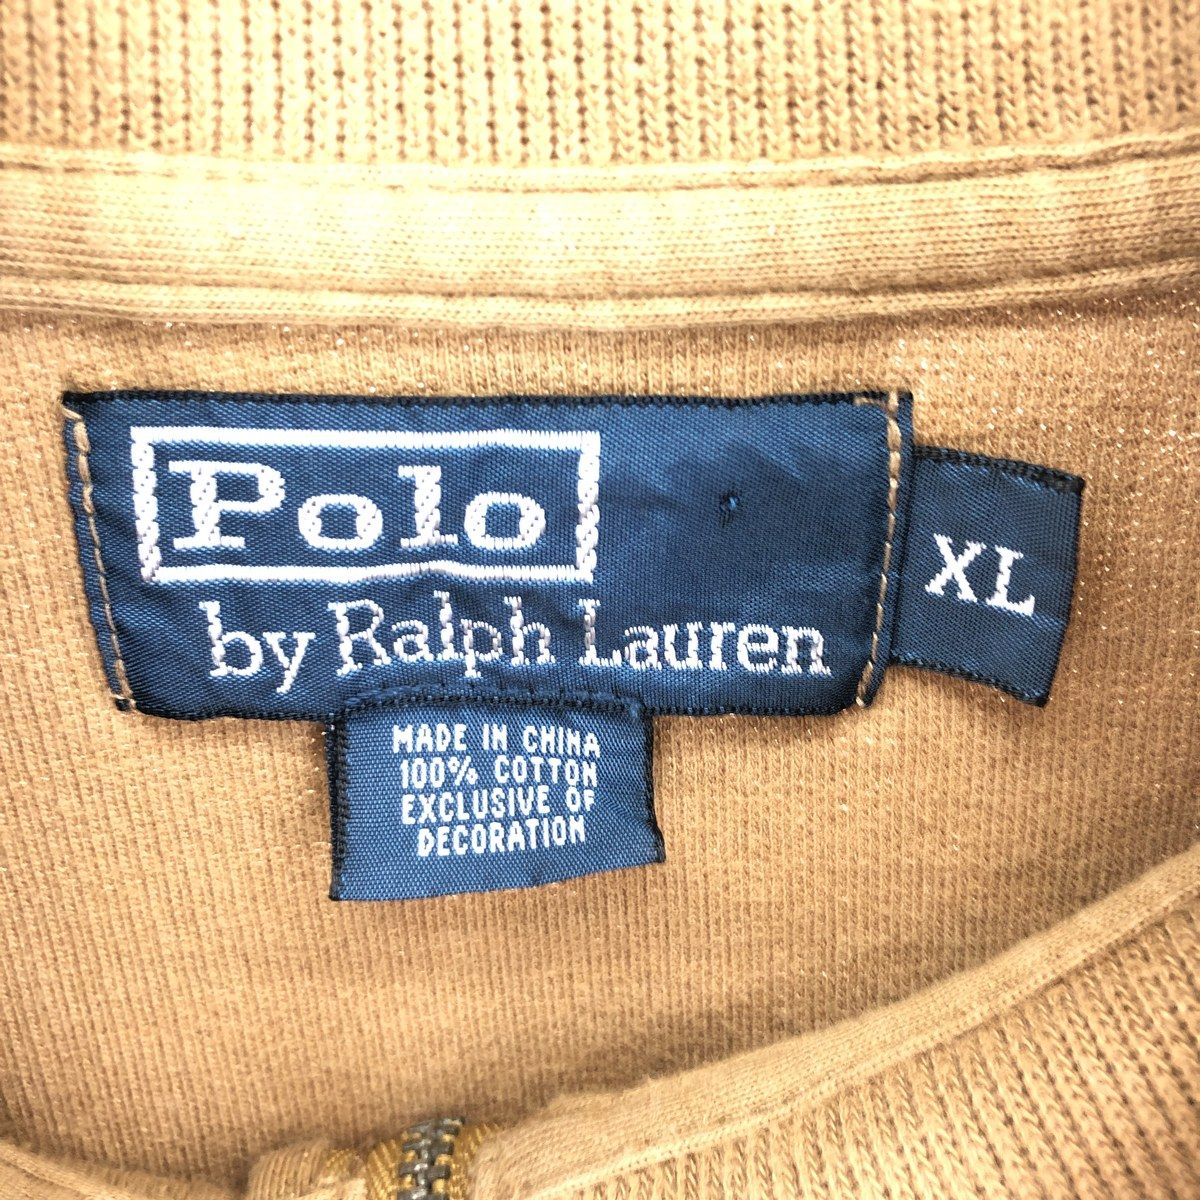 Polo
by Ralph Lauren
XL
MADE IN CHINA
100% COTTON
EXCLUSIVE OF
DECORATION